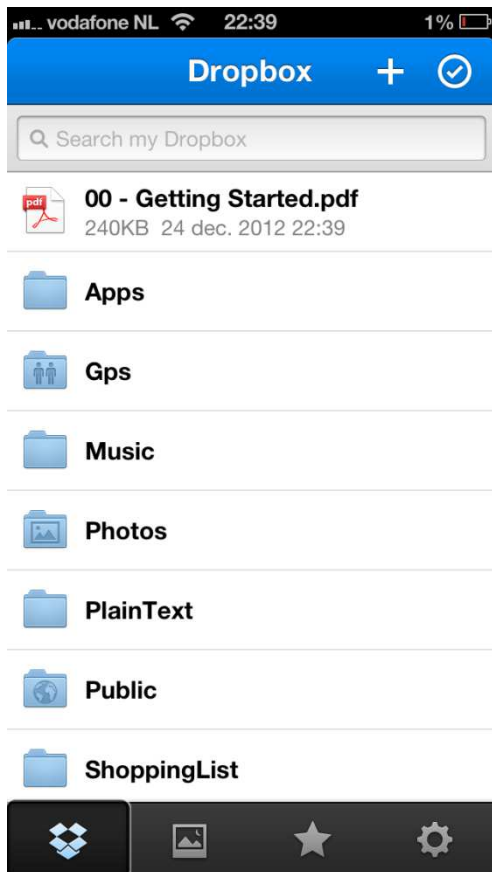 vodafone NL 22:39 1%
Dropbox
Search my Dropbox
pdf
00 - Getting Started.pdf
240KB 24 dec. 2012 22:39
Apps
Gps
Music
Photos
PlainText
Public
ShoppingList